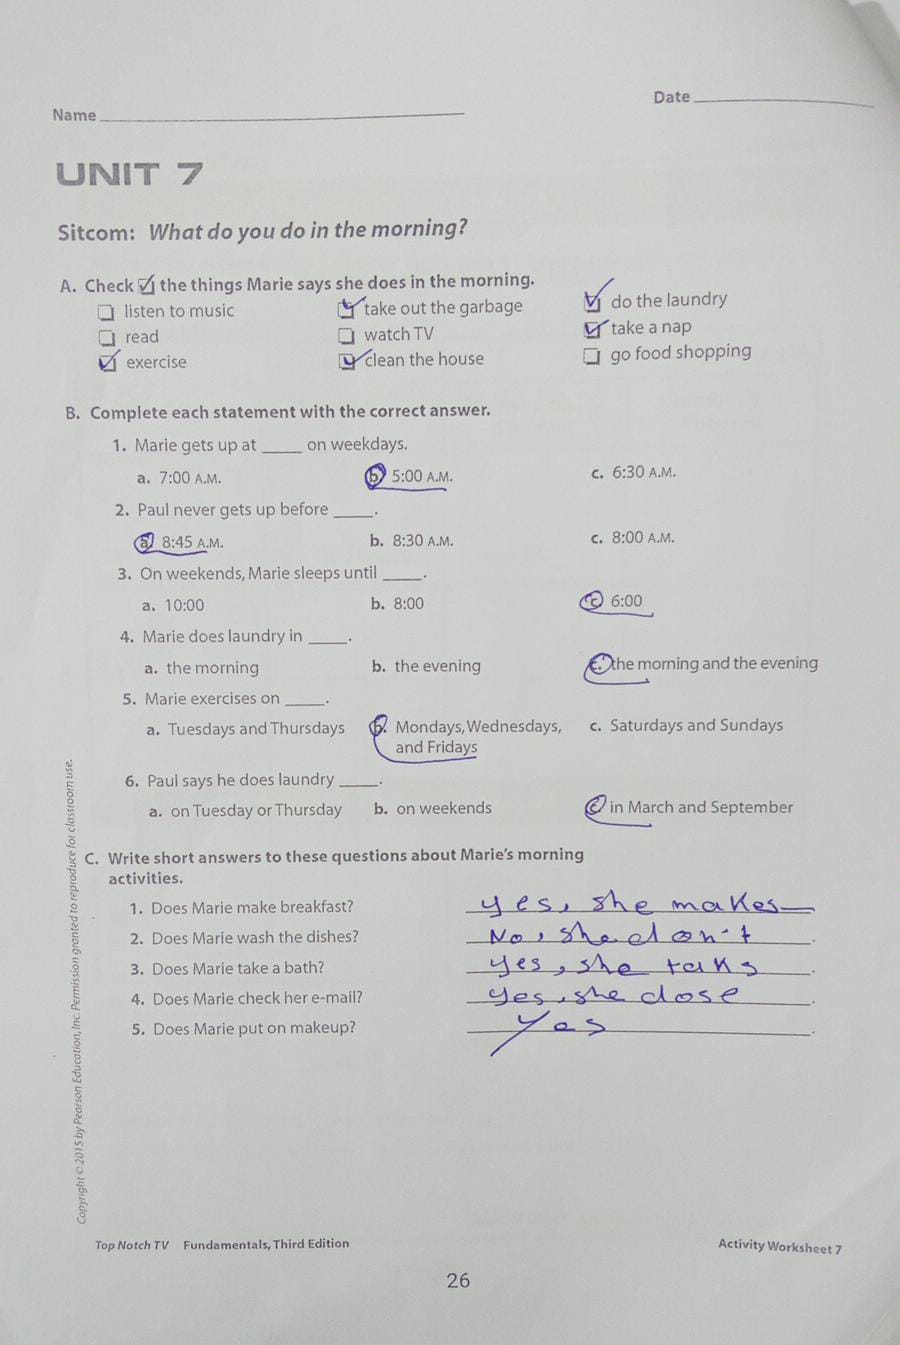 Name
Date
UNIT 7
Sitcom: What do you do in the morning?
A. Check ☑ the things Marie says she does in the morning.
☐ listen to music
☑ take out the garbage
☑ do the laundry
☐ read
☐ watch TV
☑ take a nap
☑ exercise
☑ clean the house
☐ go food shopping
B. Complete each statement with the correct answer.
1. Marie gets up at _____ on weekdays.
a. 7:00 A.M.
b. 5:00 A.M.
c. 6:30 A.M.
2. Paul never gets up before _____.
a. 8:45 A.M.
b. 8:30 A.M.
c. 8:00 A.M.
3. On weekends, Marie sleeps until _____.
a. 10:00
b. 8:00
c. 6:00
4. Marie does laundry in _____.
a. the morning
b. the evening
c. the morning and the evening
5. Marie exercises on _____.
a. Tuesdays and Thursdays
b. Mondays, Wednesdays,
and Fridays
c. Saturdays and Sundays
6. Paul says he does laundry _____.
a. on Tuesday or Thursday
b. on weekends
c. in March and September
C. Write short answers to these questions about Marie's morning
activities.
1. Does Marie make breakfast? yes, she makes
2. Does Marie wash the dishes? No, she don't.
3. Does Marie take a bath? yes, she taks.
4. Does Marie check her e-mail? yes, she dose.
5. Does Marie put on makeup? Yes.
Copyright © 2015 by Pearson Education, Inc. Permission granted to reproduce for classroom use.
Top Notch TV Fundamentals, Third Edition
Activity Worksheet 7
26